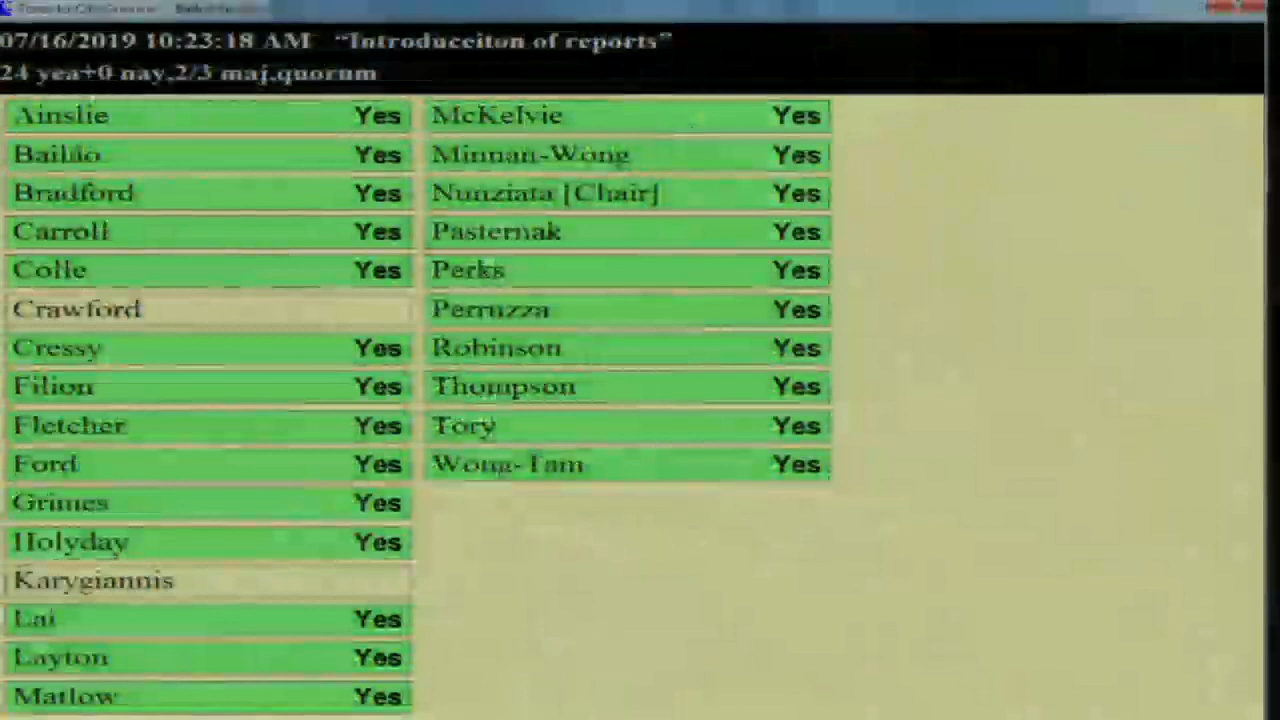 07/16/2019 10:23:18 AM "Introduceiton of reports"
24 yea+0 nay,2/3 maj,quorum
Ainslie Yes
Bailão Yes
Bradford Yes
Carroll Yes
Colle Yes
Crawford
Cressy Yes
Filion Yes
Fletcher Yes
Ford Yes
Grimes Yes
Holyday Yes
Karygiannis
Lai Yes
Layton Yes
Matlow Yes
McKelvie Yes
Minnan-Wong Yes
Nunziata [Chair] Yes
Pasternak Yes
Perks Yes
Perruzza Yes
Robinson Yes
Thompson Yes
Tory Yes
Wong-Tam Yes